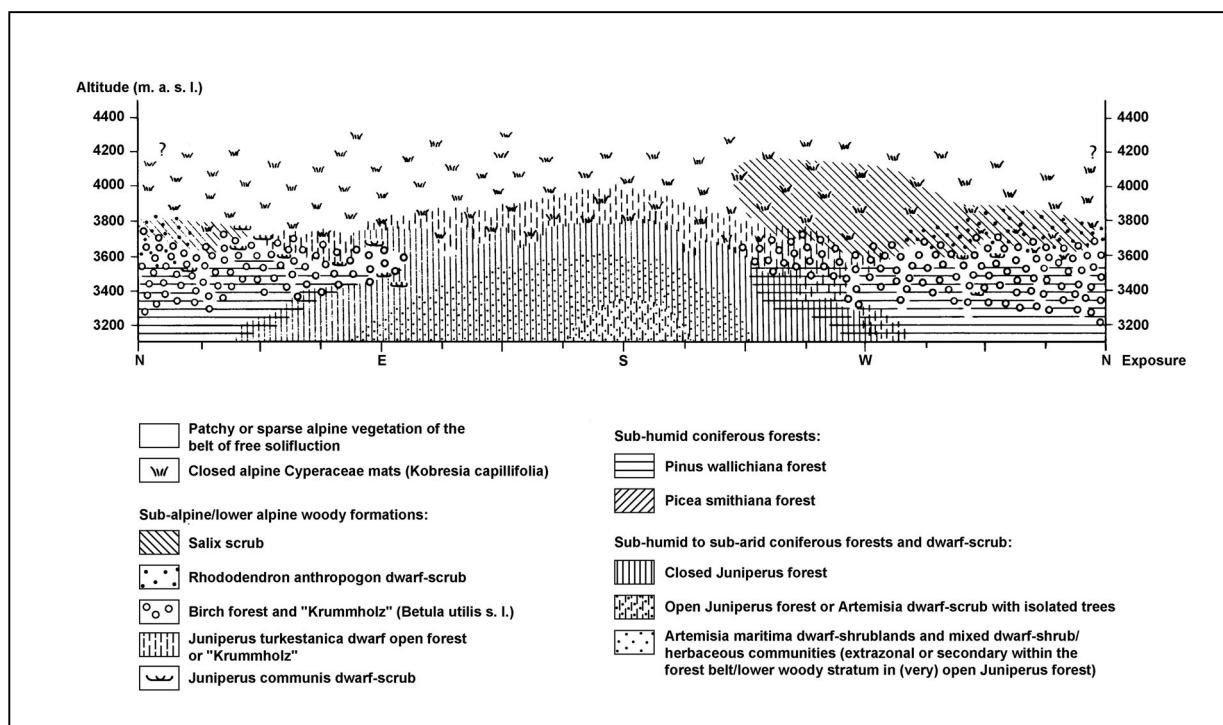 Altitude (m. a. s. l.)
4400
4200
4000
3800
3600
3400
3200
?
?
4400
4200
4000
3800
3600
3400
3200
N
E
S
W
N
Exposure
Patchy or sparse alpine vegetation of the
belt of free solifluction
Closed alpine Cyperaceae mats (Kobresia capillifolia)
Sub-alpine/lower alpine woody formations:
Salix scrub
Rhododendron anthropogon dwarf-scrub
Birch forest and "Krummholz" (Betula utilis s. l.)
Juniperus turkestanica dwarf open forest
or "Krummholz"
Juniperus communis dwarf-scrub
Sub-humid coniferous forests:
Pinus wallichiana forest
Picea smithiana forest
Sub-humid to sub-arid coniferous forests and dwarf-scrub:
Closed Juniperus forest
Open Juniperus forest or Artemisia dwarf-scrub with isolated trees
Artemisia maritima dwarf-shrublands and mixed dwarf-shrub/
herbaceous communities (extrazonal or secondary within the
forest belt/lower woody stratum in (very) open Juniperus forest)